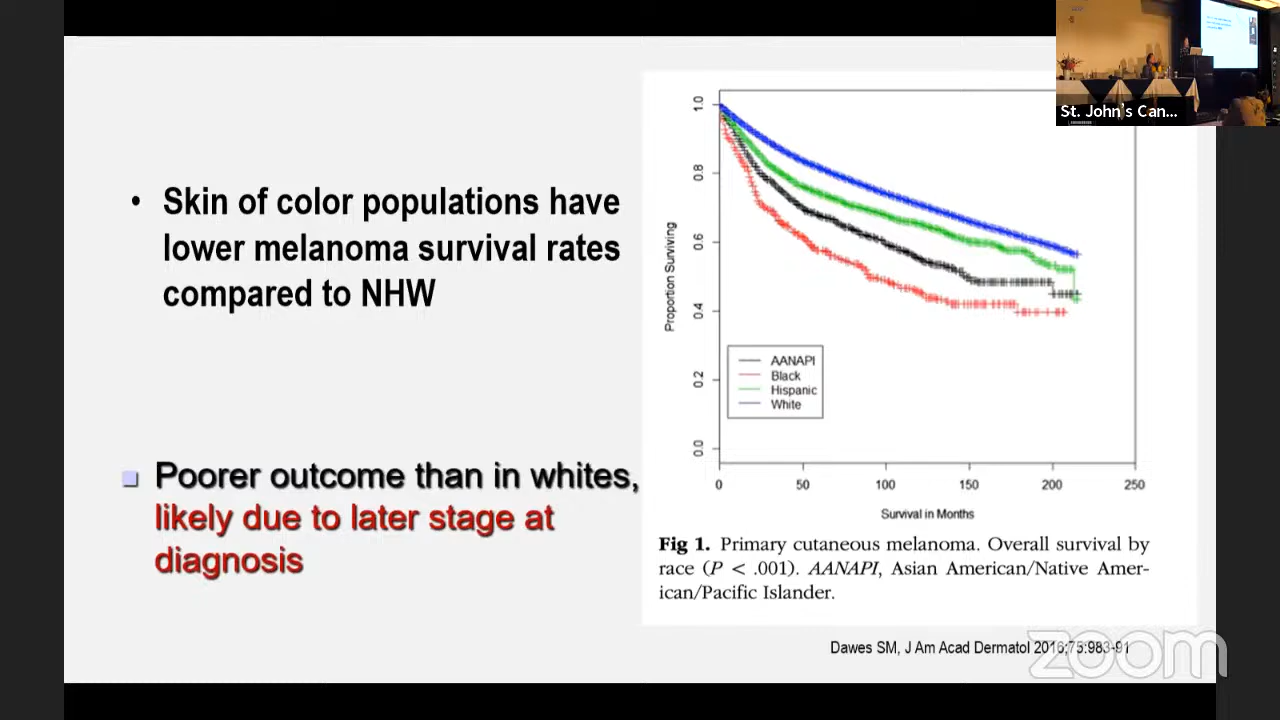 • Skin of color populations have
lower melanoma survival rates
compared to NHW
Poorer outcome than in whites,
likely due to later stage at
diagnosis
St. John's Can...
Proportion Surviving
1.0
0.8
0.6
0.4
0.2
0.0
AANAPI
Black
Hispanic
White
0 50 100 150 200 250
Survival in Months
Fig 1. Primary cutaneous melanoma. Overall survival by
race (P < .001). AANAPI, Asian American/Native Amer-
ican/Pacific Islander.
Dawes SM, J Am Acad Dermatol 2016;75:983-91
zoom